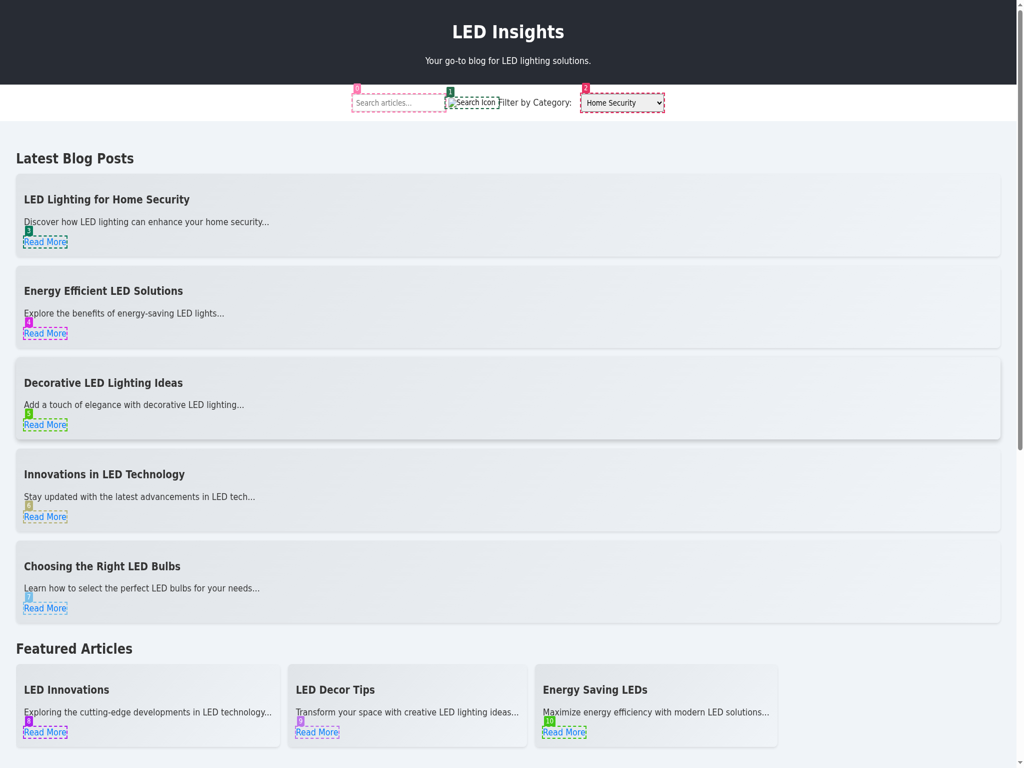 LED Insights
Your go-to blog for LED lighting solutions.
0
1
2
Search articles...
Search Icon
Filter by Category:
Home Security
Latest Blog Posts
LED Lighting for Home Security
Discover how LED lighting can enhance your home security...
3
Read More
Energy Efficient LED Solutions
Explore the benefits of energy-saving LED lights...
4
Read More
Decorative LED Lighting Ideas
Add a touch of elegance with decorative LED lighting...
5
Read More
Innovations in LED Technology
Stay updated with the latest advancements in LED tech...
6
Read More
Choosing the Right LED Bulbs
Learn how to select the perfect LED bulbs for your needs...
7
Read More
Featured Articles
LED Innovations
Exploring the cutting-edge developments in LED technology...
8
Read More
LED Decor Tips
Transform your space with creative LED lighting ideas...
9
Read More
Energy Saving LEDs
Maximize energy efficiency with modern LED solutions...
10
Read More